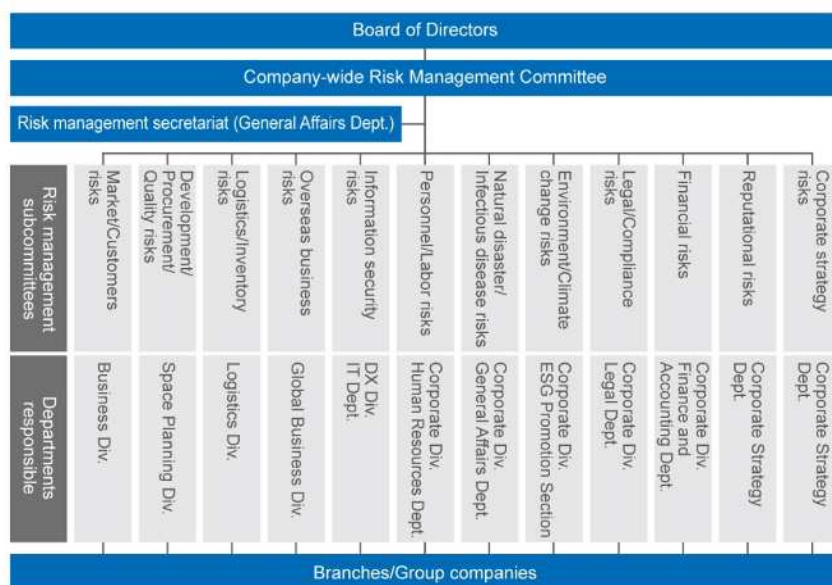 Board of Directors
Company-wide Risk Management Committee
Risk management secretariat (General Affairs Dept.)
Risk management
subcommittees
Market/Customers
risks
Development/
Procurement/
Quality risks
Logistics/Inventory
risks
Overseas business
risks
Information security
risks
Personnel/Labor risks
Natural disaster/
Infectious disease risks
Environment/Climate
change risks
Legal/Compliance
risks
Financial risks
Reputational risks
Corporate strategy
risks
Departments
responsible
Business Div.
Space Planning Div.
Logistics Div.
Global Business Div.
DX Div.
IT Dept.
Corporate Div.
Human Resources Dept.
Corporate Div.
General Affairs Dept.
Corporate Div.
ESG Promotion Section
Corporate Div.
Legal Dept.
Corporate Div.
Finance and
Accounting Dept.
Corporate Strategy
Dept.
Corporate Strategy
Dept.
Branches/Group companies